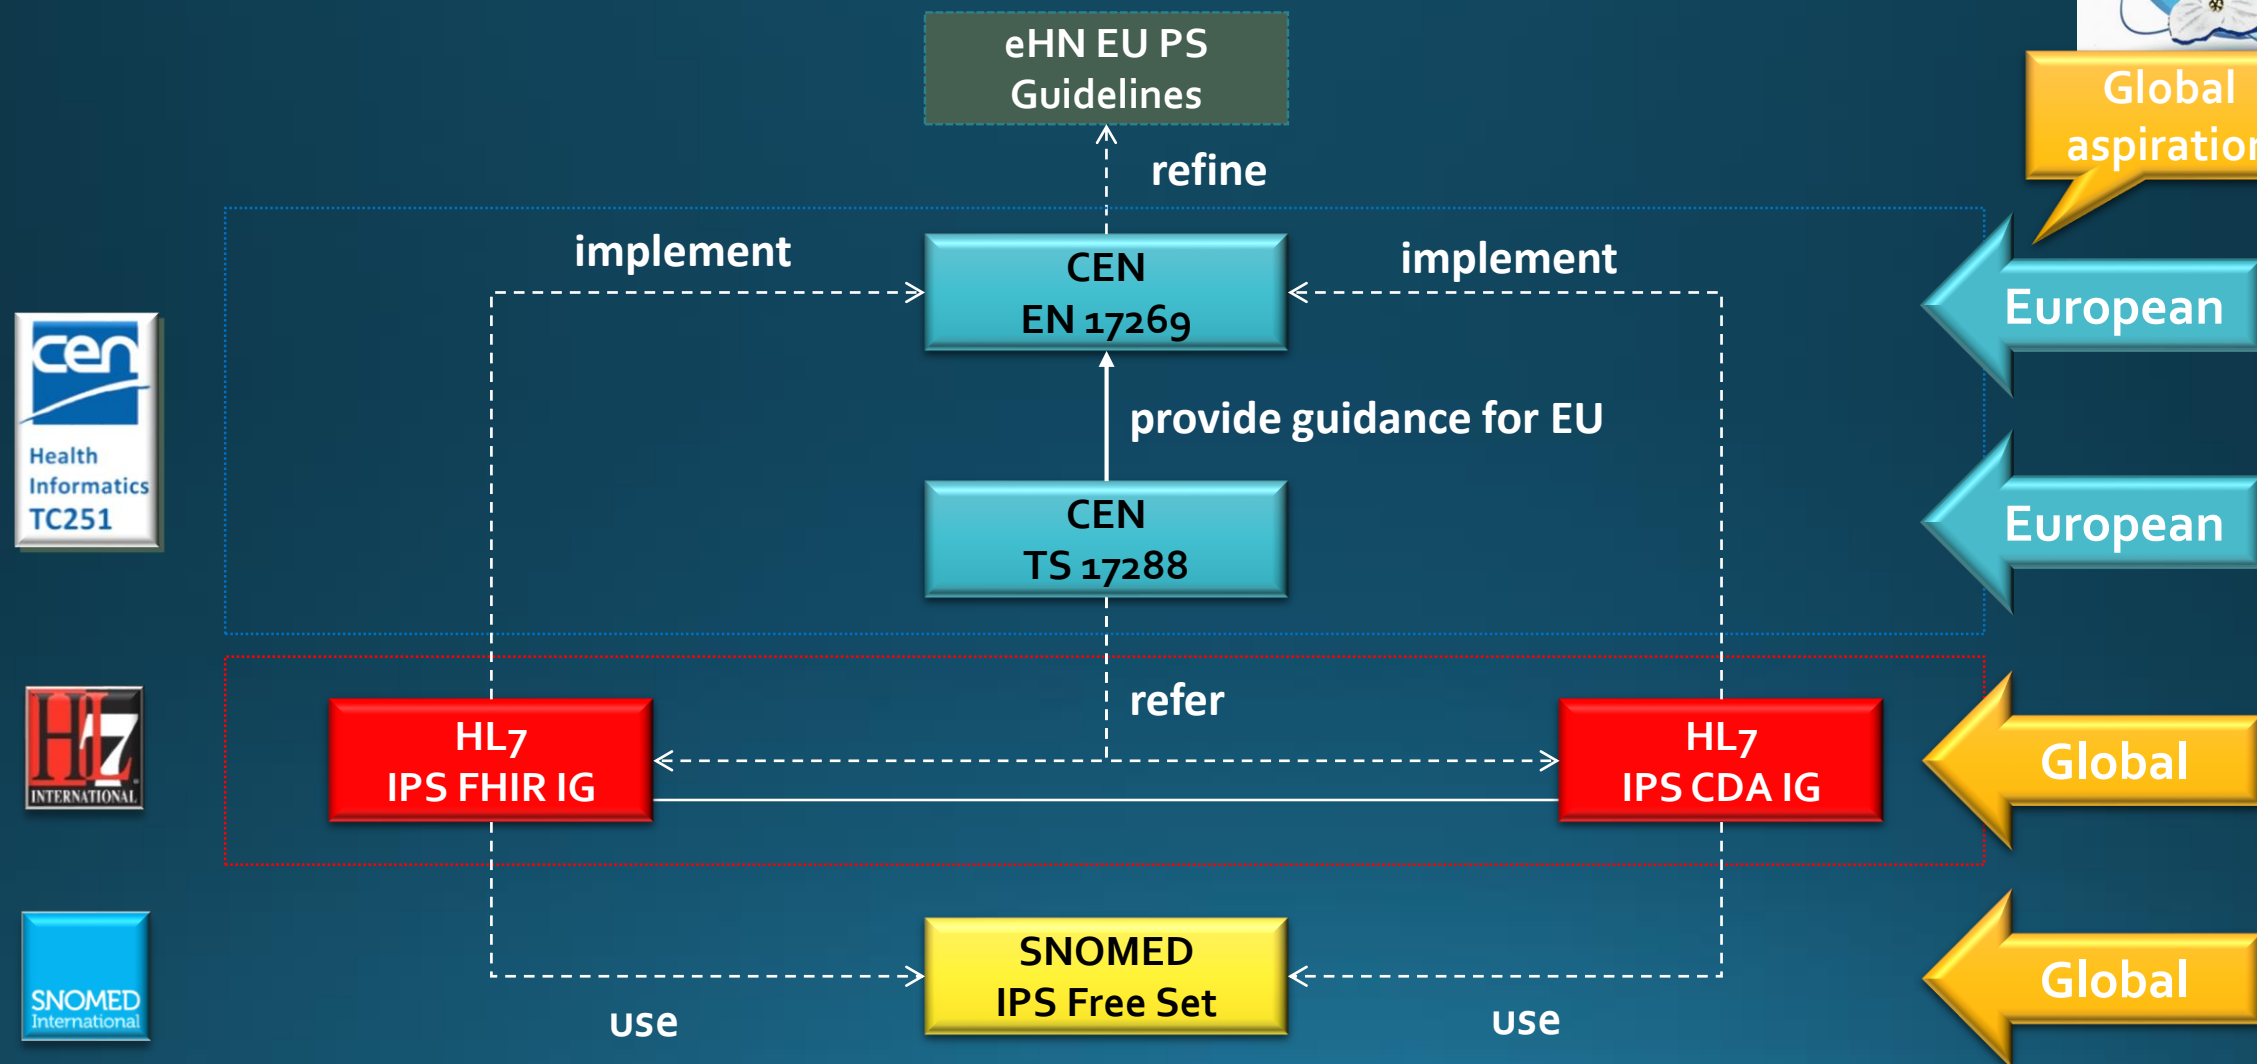 eHN EU PS
Guidelines
Global
refine
implement
CEN
EN 17269
implement
European
cen
Health
Informatics
TC251
provide guidance for EU
CEN
TS 17288
European
refer
HL7
INTERNATIONAL
HL7
IPS FHIR IG
HL7
IPS CDA IG
Global
SNOMED
International
SNOMED
IPS Free Set
use
use
Global